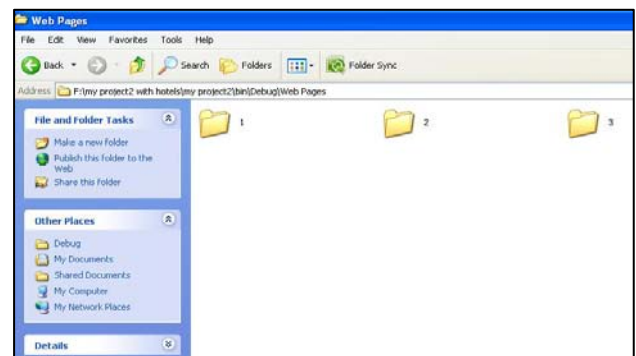 Web Pages
File Edit View Favorites Tools Help
Back Search Folders Folder Sync
Address F:\my project2 with hotels\my project2\bin\Debug\Web Pages
File and Folder Tasks
Make a new folder
Publish this folder to the
Web
Share this folder
Other Places
Debug
My Documents
Shared Documents
My Computer
My Network Places
Details
1 2 3